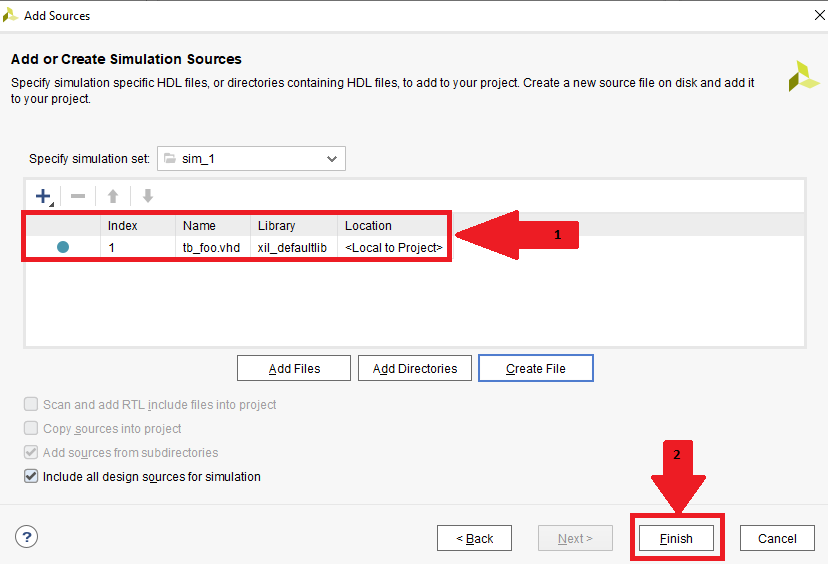 Add Sources
Add or Create Simulation Sources
Specify simulation specific HDL files, or directories containing HDL files, to add to your project. Create a new source file on disk and add it
to your project.
Specify simulation set: sim_1
Index Name Library Location
1 tb_foo.vhd xil_defaultlib <Local to Project>
1
Add Files Add Directories Create File
Scan and add RTL include files into project
Copy sources into project
Add sources from subdirectories
Include all design sources for simulation
2
? < Back Next > Finish Cancel